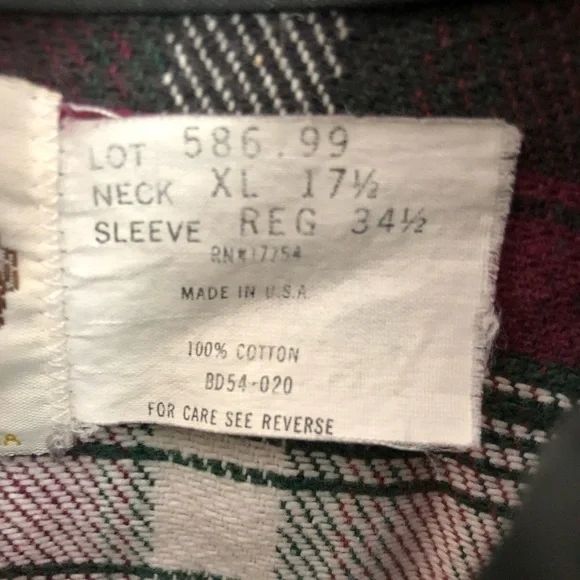 LOT 586.99
NECK XL 17½
SLEEVE REG 34½
RN#17754
MADE IN U.S.A
100% COTTON
BD54-020
FOR CARE SEE REVERSE
A